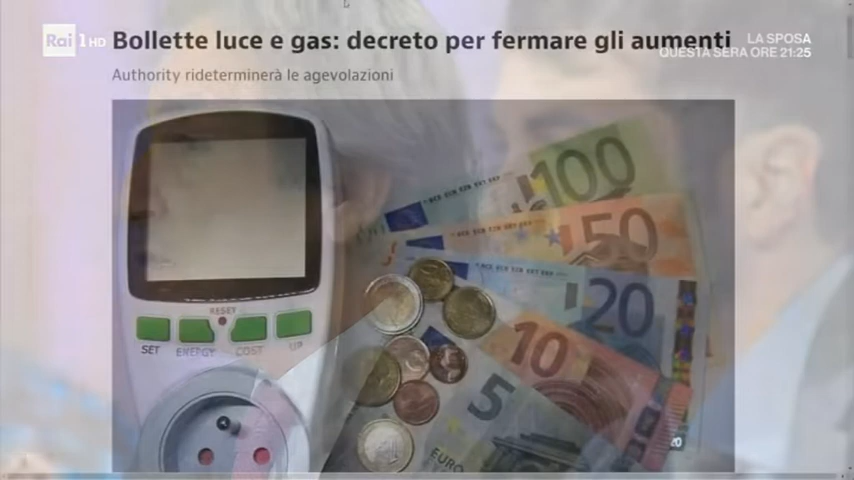 Rai 1 HD
Bollette luce e gas: decreto per fermare gli aumenti
LA SPOSA
QUESTA SERA ORE 21:25
Authority rideterminerà le agevolazioni
100
50
20
10
5
EURO
RESET
SET ENERGY COST UP
20